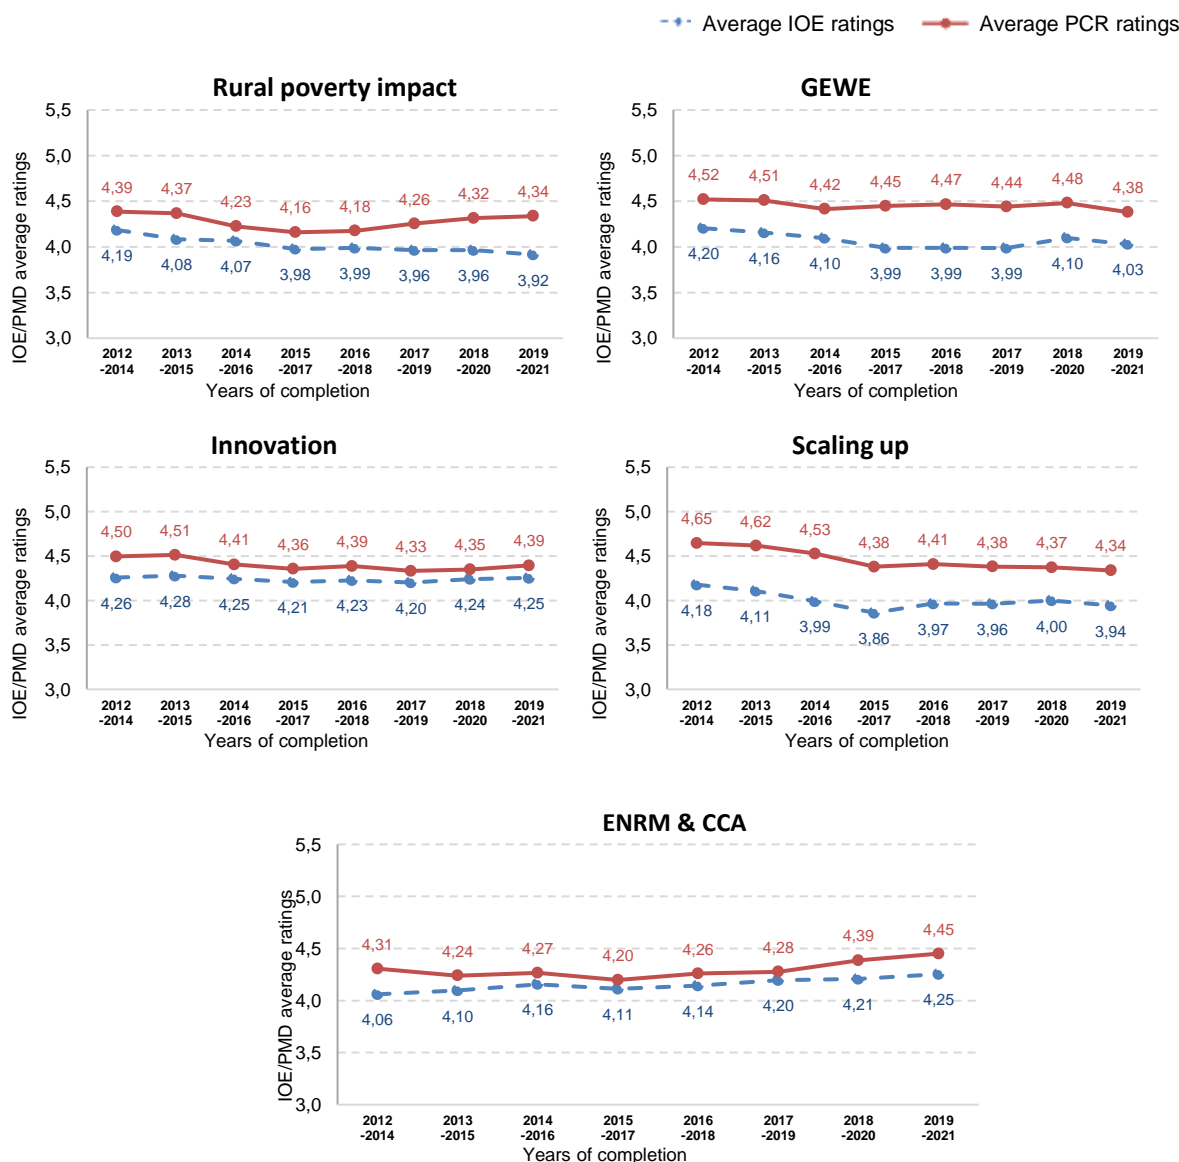 Average IOE ratings Average PCR ratings
Rural poverty impact
IOE/PMD average ratings
5,5
5,0
4,5
4,0
3,5
3,0
4,39 4,37 4,23 4,16 4,18 4,26 4,32 4,34
4,19 4,08 4,07 3,98 3,99 3,96 3,96 3,92
2012 2013 2014 2015 2016 2017 2018 2019
-2014 -2015 -2016 -2017 -2018 -2019 -2020 -2021
Years of completion
GEWE
IOE/PMD average ratings
5,5
5,0
4,5
4,0
3,5
3,0
4,52 4,51 4,42 4,45 4,47 4,44 4,48 4,38
4,20 4,16 4,10 3,99 3,99 3,99 4,10 4,03
2012 2013 2014 2015 2016 2017 2018 2019
-2014 -2015 -2016 -2017 -2018 -2019 -2020 -2021
Years of completion
Innovation
IOE/PMD average ratings
5,5
5,0
4,5
4,0
3,5
3,0
4,50 4,51 4,41 4,36 4,39 4,33 4,35 4,39
4,26 4,28 4,25 4,21 4,23 4,20 4,24 4,25
2012 2013 2014 2015 2016 2017 2018 2019
-2014 -2015 -2016 -2017 -2018 -2019 -2020 -2021
Years of completion
Scaling up
IOE/PMD average ratings
5,5
5,0
4,5
4,0
3,5
3,0
4,65 4,62 4,53 4,38 4,41 4,38 4,37 4,34
4,18 4,11 3,99 3,86 3,97 3,96 4,00 3,94
2012 2013 2014 2015 2016 2017 2018 2019
-2014 -2015 -2016 -2017 -2018 -2019 -2020 -2021
Years of completion
ENRM & CCA
IOE/PMD average ratings
5,5
5,0
4,5
4,0
3,5
3,0
4,31 4,24 4,27 4,20 4,26 4,28 4,39 4,45
4,06 4,10 4,16 4,11 4,14 4,20 4,21 4,25
2012 2013 2014 2015 2016 2017 2018 2019
-2014 -2015 -2016 -2017 -2018 -2019 -2020 -2021
Years of completion